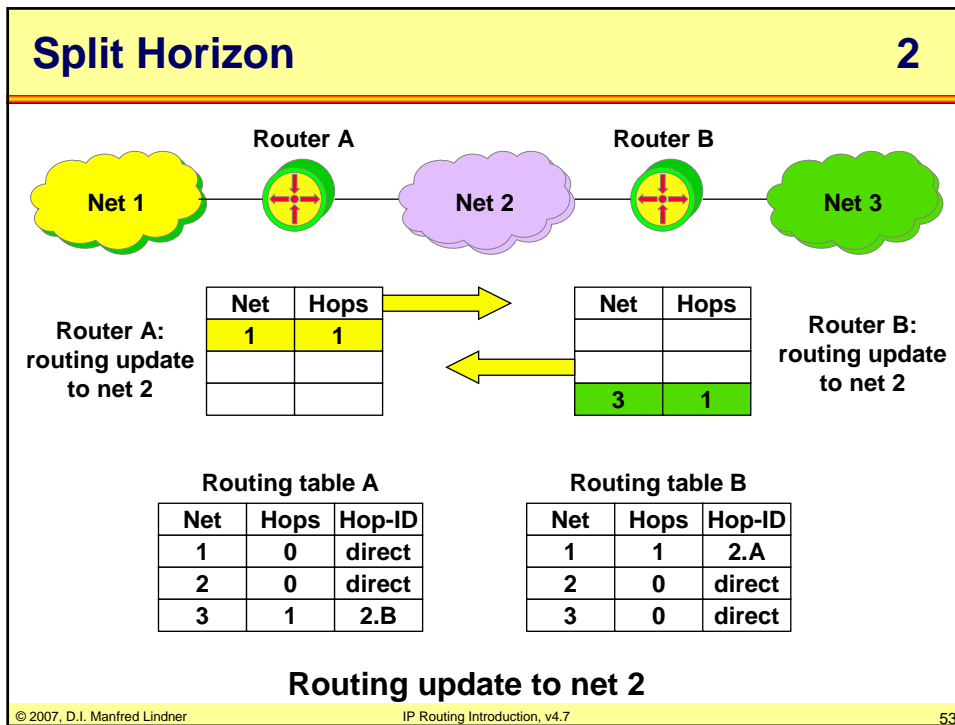 Split Horizon 2
Router A Router B
Net 1 Net 2 Net 3
Router A:
routing update
to net 2
Net Hops
1 1
Net Hops
3 1
Router B:
routing update
to net 2
Routing table A
Net Hops Hop-ID
1 0 direct
2 0 direct
3 1 2.B
Routing table B
Net Hops Hop-ID
1 1 2.A
2 0 direct
3 0 direct
Routing update to net 2
© 2007, D.I. Manfred Lindner IP Routing Introduction, v4.7 53